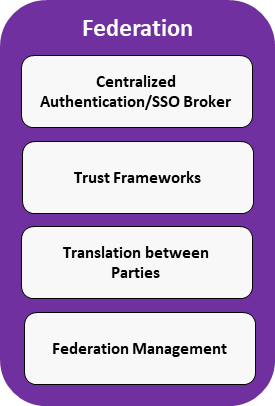 Federation
Centralized
Authentication/SSO Broker
Trust Frameworks
Translation between
Parties
Federation Management